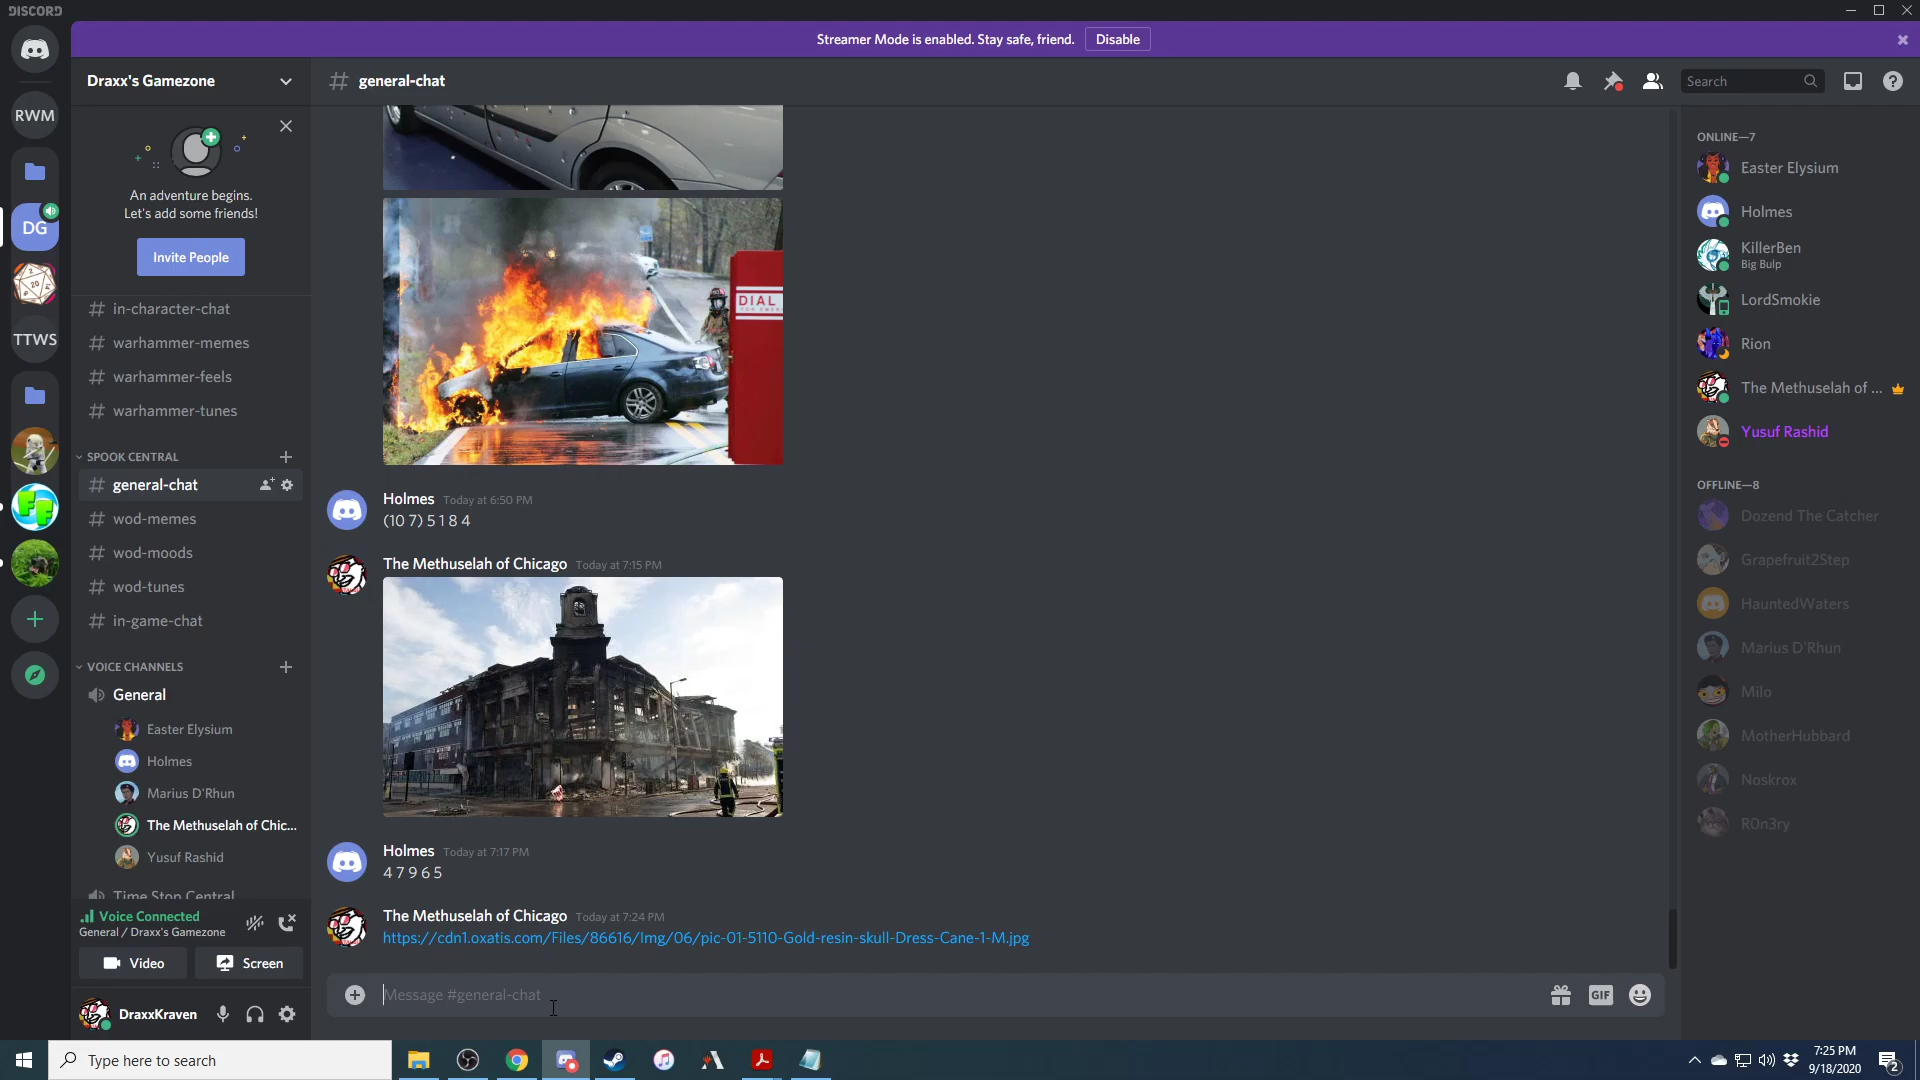 DISCORD
Streamer Mode is enabled. Stay safe, friend.
Disable
RWM
DG
20
TTWS
FF
Draxx's Gamezone
An adventure begins.
Let's add some friends!
Invite People
in-character-chat
warhammer-memes
warhammer-feels
warhammer-tunes
SPOOK CENTRAL
general-chat
wod-memes
wod-moods
wod-tunes
in-game-chat
VOICE CHANNELS
General
Easter Elysium
Holmes
Marius D'Rhun
The Methuselah of Chic...
Yusuf Rashid
Time Stop Central
Voice Connected
General / Draxx's Gamezone
Video
Screen
DraxxKraven
# general-chat
Search
DIAL
Holmes Today at 6:50 PM
(10 7) 5 1 8 4
The Methuselah of Chicago Today at 7:15 PM
Holmes Today at 7:17 PM
4 7 9 6 5
The Methuselah of Chicago Today at 7:24 PM
https://cdn1.oxatis.com/Files/86616/Img/06/pic-01-5110-Gold-resin-skull-Dress-Cane-1-M.jpg
Message #general-chat
GIF
ONLINE—7
Easter Elysium
Holmes
KillerBen
Big Bulp
LordSmokie
Rion
The Methuselah of ...
Yusuf Rashid
OFFLINE—8
Dozend The Catcher
Grapefruit2Step
HauntedWaters
Marius D'Rhun
Milo
MotherHubbard
Noskrox
R0n3ry
Type here to search
7:25 PM
9/18/2020
2